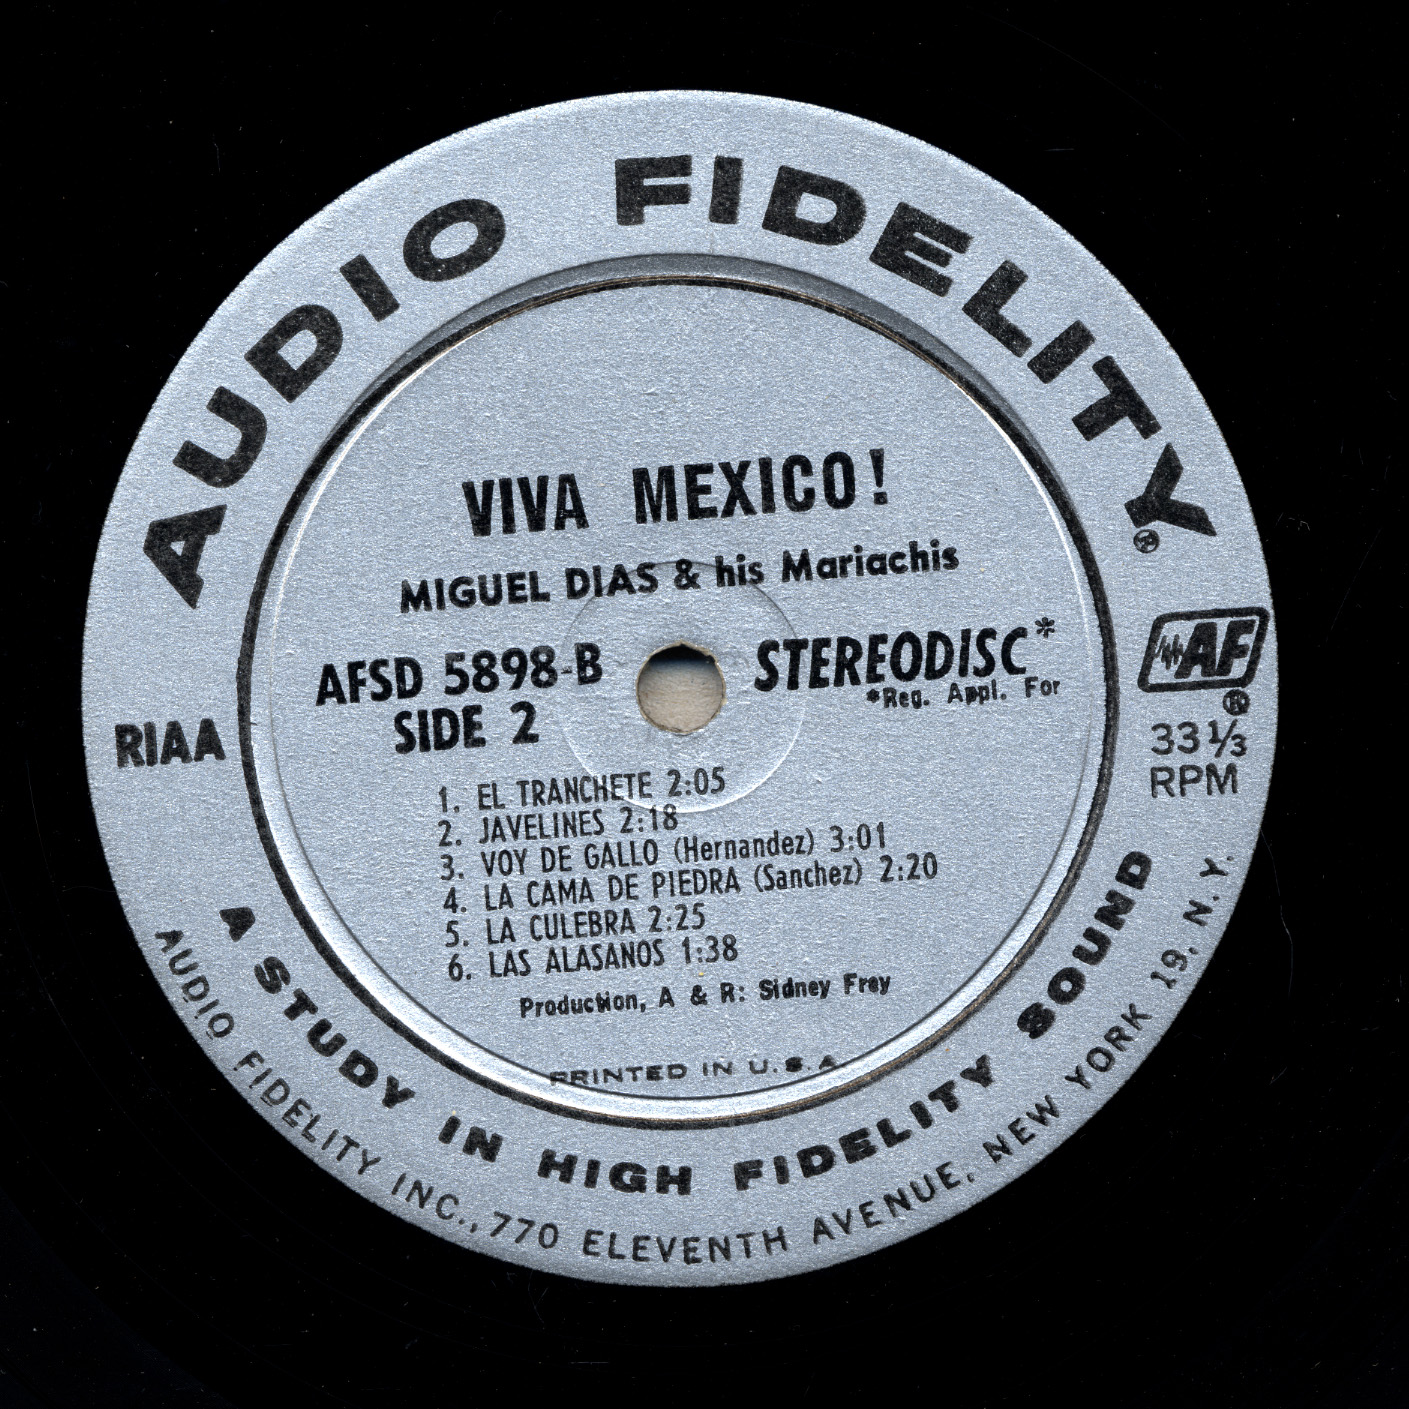 AUDIO FIDELITY®
VIVA MEXICO!
MIGUEL DIAS & his Mariachis
AFSD 5898-B
SIDE 2
STEREODISC*
*Reg. Appl. For
RIAA
AF®
33⅓
RPM
1. EL TRANCHETE 2:05
2. JAVELINES 2:18
3. VOY DE GALLO (Hernandez) 3:01
4. LA CAMA DE PIEDRA (Sanchez) 2:20
5. LA CULEBRA 2:25
6. LAS ALASANOS 1:38
Production, A & R: Sidney Frey
PRINTED IN U.S.A
A STUDY IN HIGH FIDELITY SOUND
AUDIO FIDELITY INC., 770 ELEVENTH AVENUE, NEW YORK 19, N.Y.